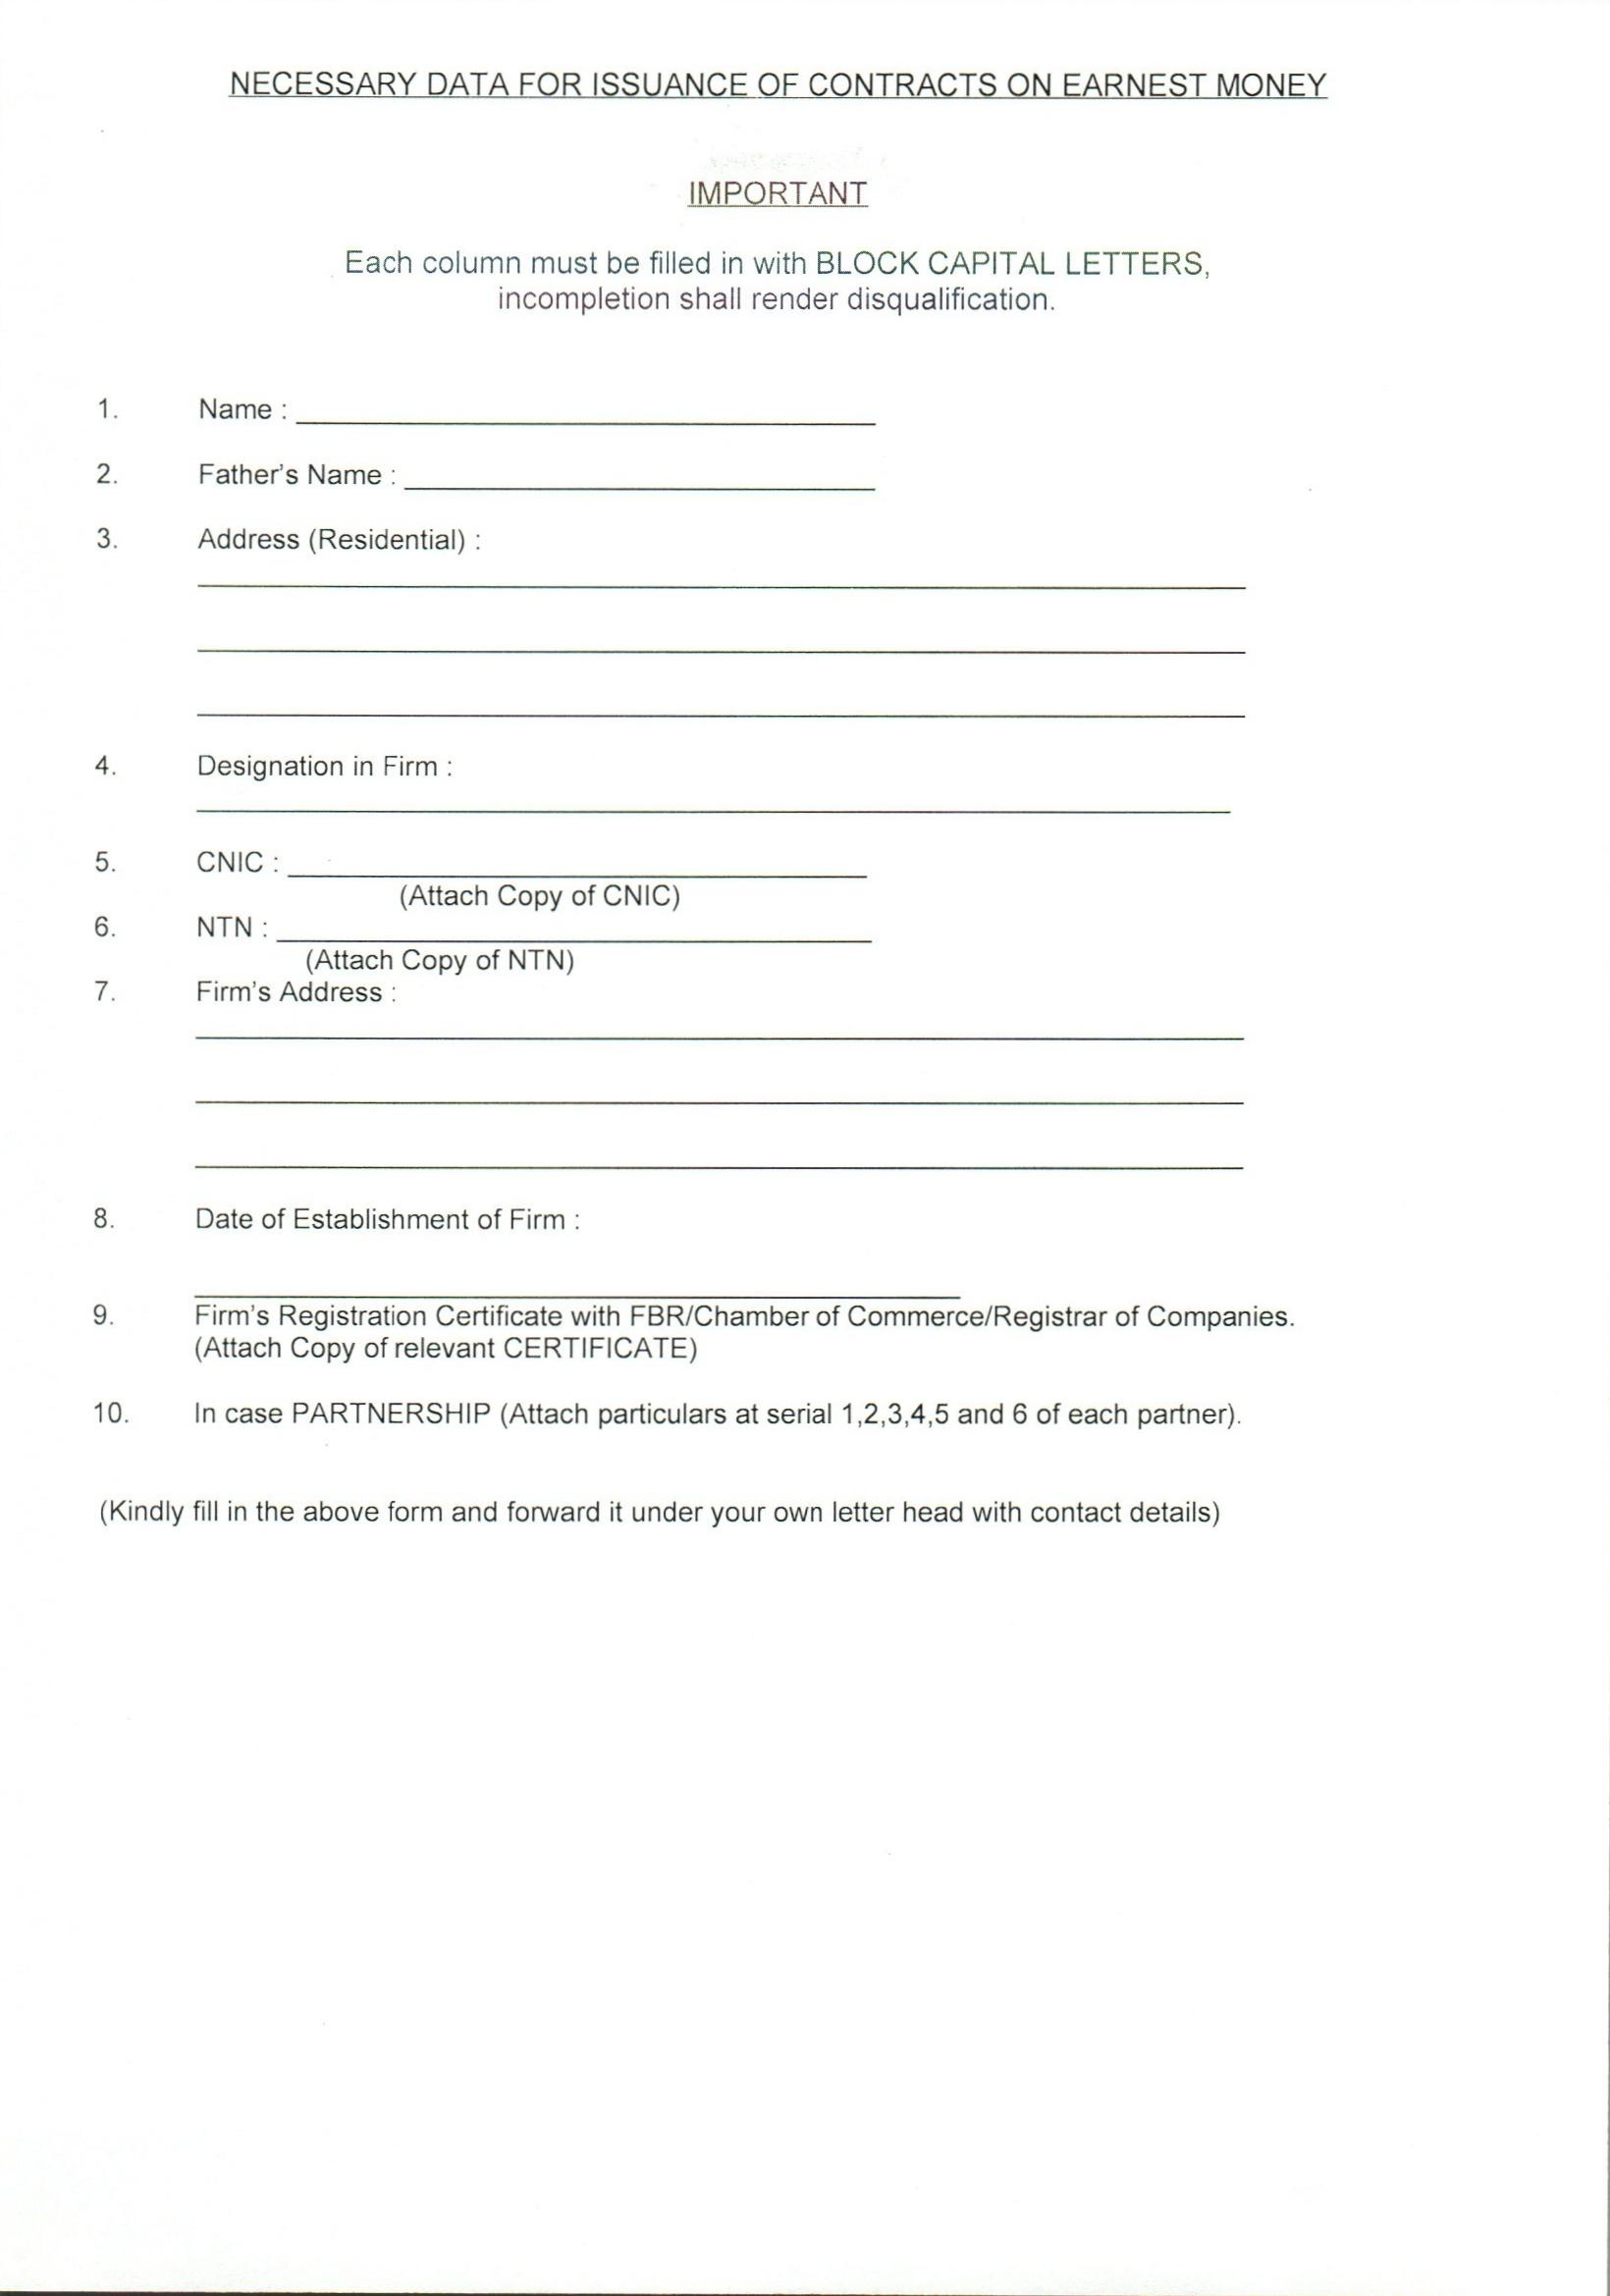 NECESSARY DATA FOR ISSUANCE OF CONTRACTS ON EARNEST MONEY
IMPORTANT
Each column must be filled in with BLOCK CAPITAL LETTERS,
incompletion shall render disqualification.
1. Name :
2. Father's Name :
3. Address (Residential) :
4. Designation in Firm :
5. CNIC :
(Attach Copy of CNIC)
6. NTN :
(Attach Copy of NTN)
7. Firm's Address :
8. Date of Establishment of Firm :
9. Firm's Registration Certificate with FBR/Chamber of Commerce/Registrar of Companies.
(Attach Copy of relevant CERTIFICATE)
10. In case PARTNERSHIP (Attach particulars at serial 1,2,3,4,5 and 6 of each partner).
(Kindly fill in the above form and forward it under your own letter head with contact details)